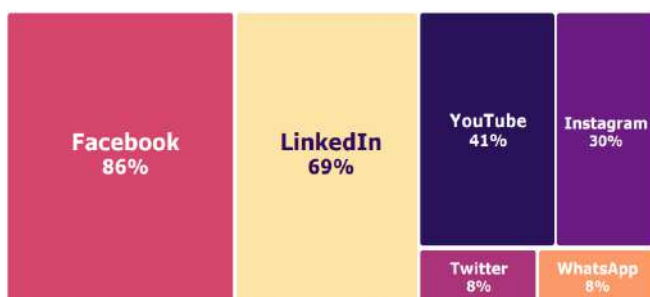 Facebook
86%
LinkedIn
69%
YouTube
41%
Instagram
30%
Twitter
8%
WhatsApp
8%